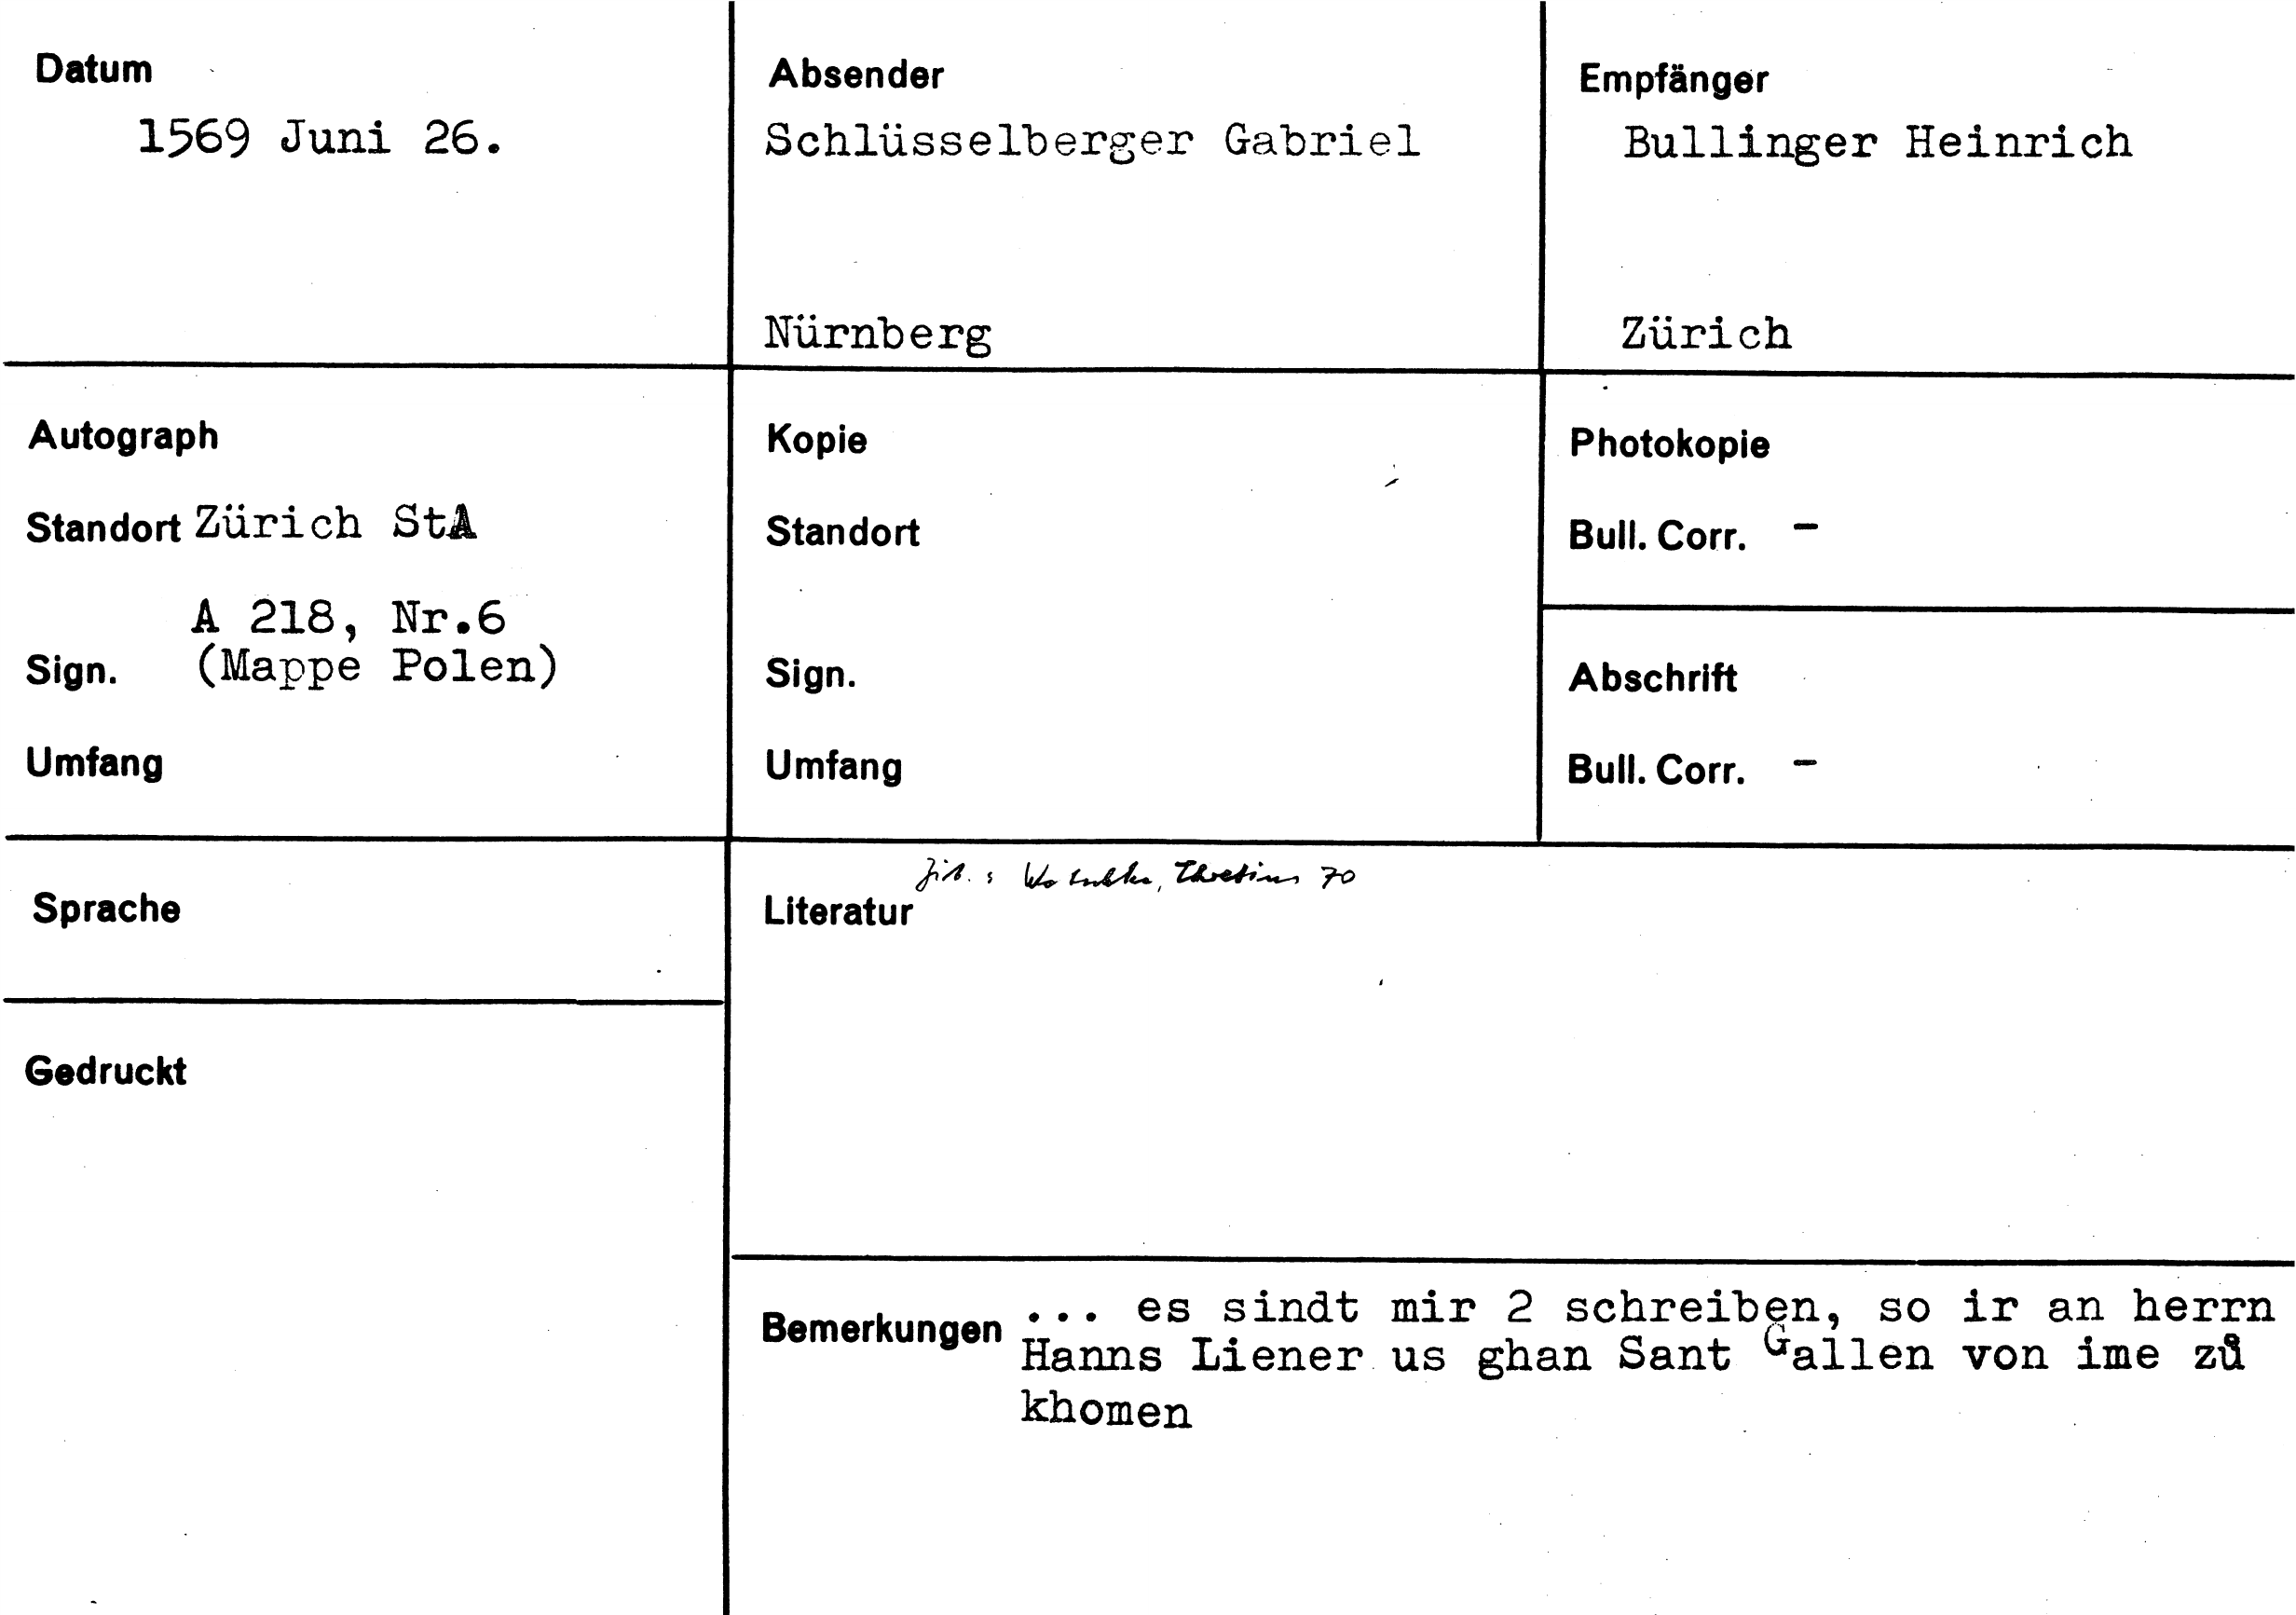 Datum
1569 Juni 26.
Absender
Schlüsselberger Gabriel
Nürnberg
Empfänger
Bullinger Heinrich
Zürich
Autograph
Standort Zürich StA
A 218, Nr.6
Sign. (Mappe Polen)
Umfang
Kopie
Standort
Sign.
Umfang
Photokopie
Bull. Corr. -
Abschrift
Bull. Corr. -
Sprache
Gedruckt
Thretius 70
Literatur
Bemerkungen ... es sindt mir 2 schreiben, so ir an herrn
Hanns Liener us ghan Sant Gallen von ime zů
khomen